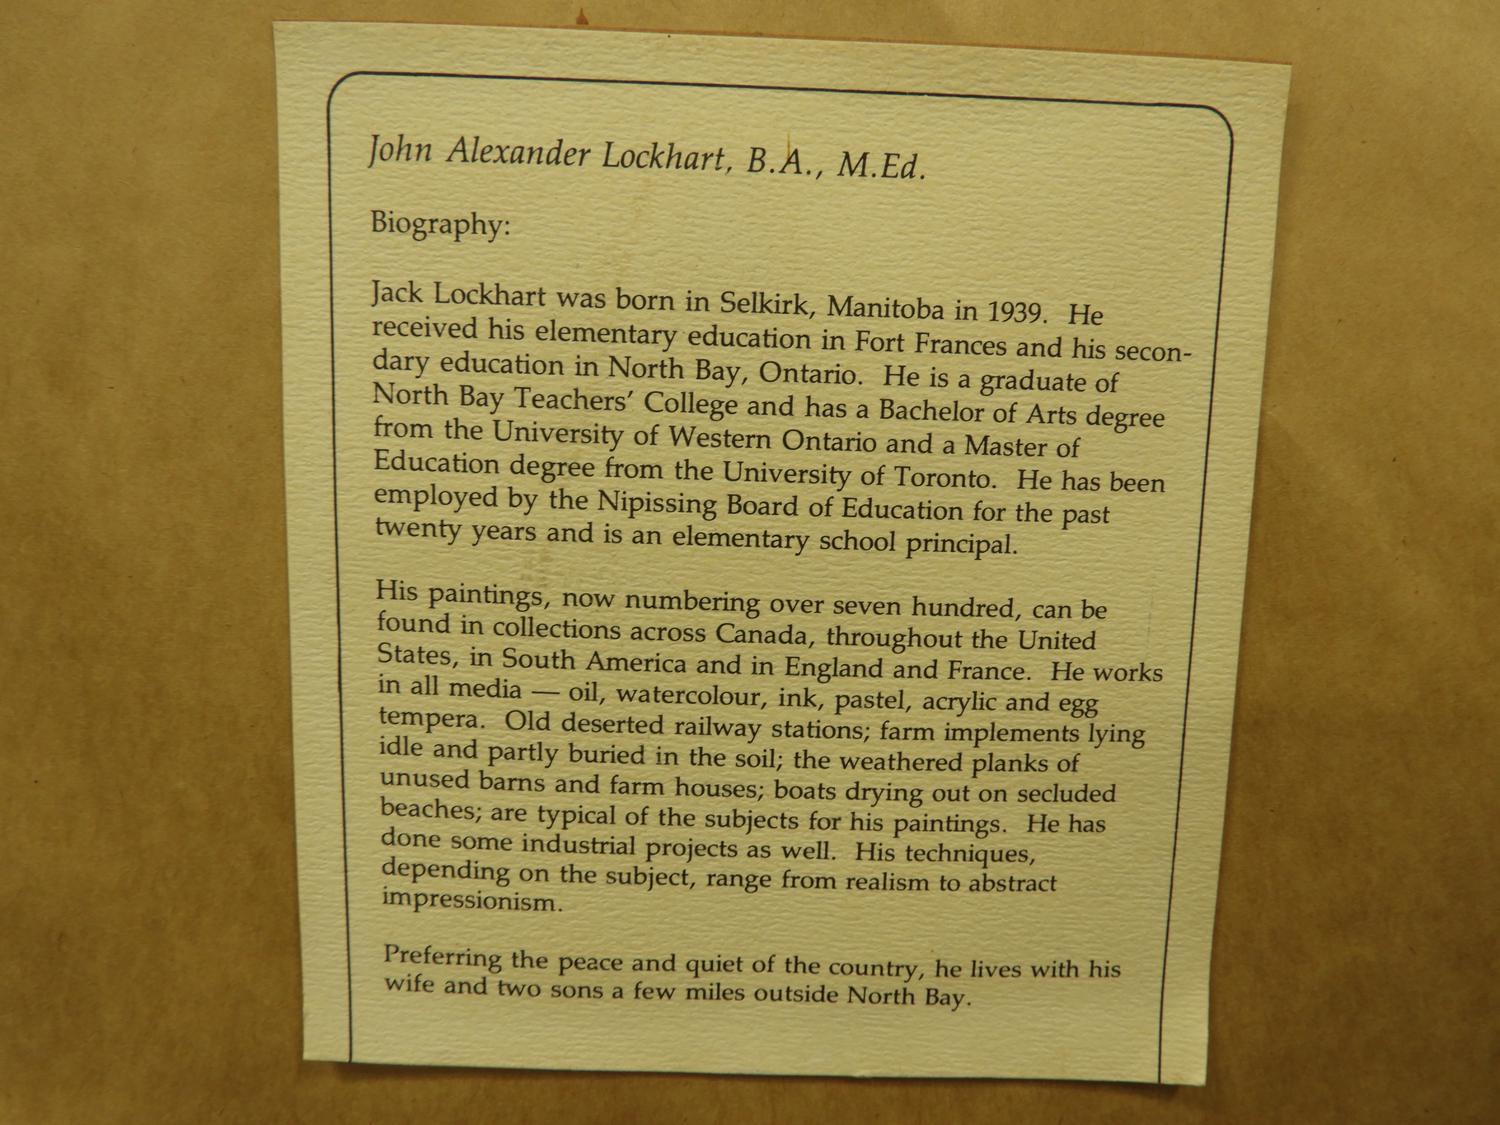 John Alexander Lockhart, B.A., M.Ed.
Biography:
Jack Lockhart was born in Selkirk, Manitoba in 1939. He
received his elementary education in Fort Frances and his secon-
dary education in North Bay, Ontario. He is a graduate of
North Bay Teachers' College and has a Bachelor of Arts degree
from the University of Western Ontario and a Master of
Education degree from the University of Toronto. He has been
employed by the Nipissing Board of Education for the past
twenty years and is an elementary school principal.
His paintings, now numbering over seven hundred, can be
found in collections across Canada, throughout the United
States, in South America and in England and France. He works
in all media — oil, watercolour, ink, pastel, acrylic and egg
tempera. Old deserted railway stations; farm implements lying
idle and partly buried in the soil; the weathered planks of
unused barns and farm houses; boats drying out on secluded
beaches; are typical of the subjects for his paintings. He has
done some industrial projects as well. His techniques,
depending on the subject, range from realism to abstract
impressionism.
Preferring the peace and quiet of the country, he lives with his
wife and two sons a few miles outside North Bay.